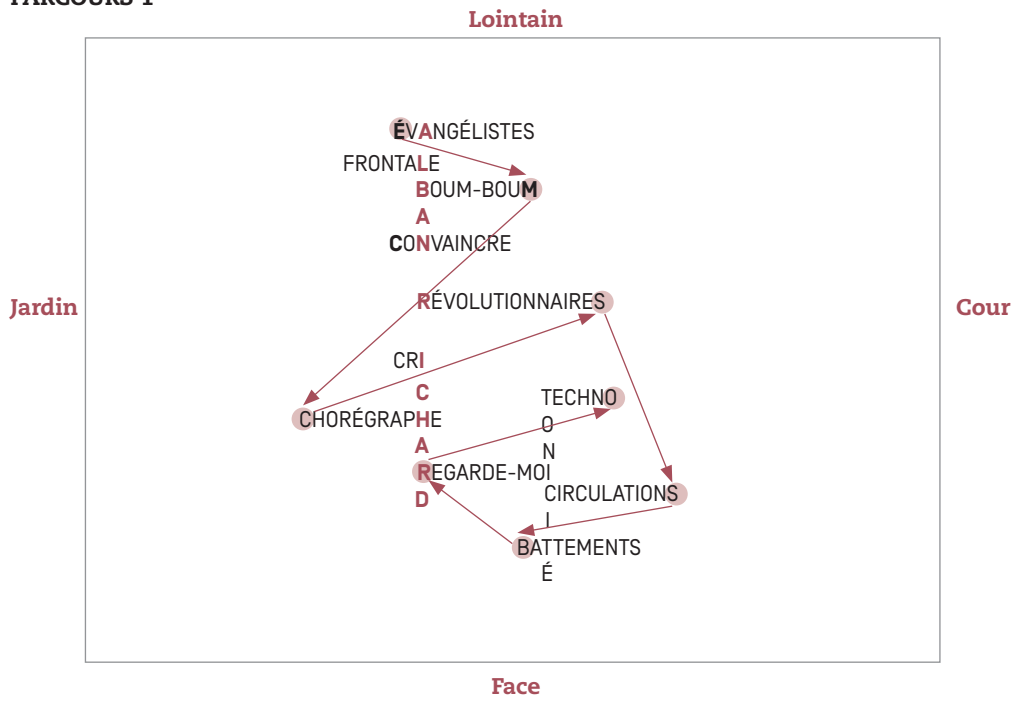 PARCOURS 1
Lointain
ÉVANGÉLISTES
FRONTALE
BOUM-BOUM
A
CONVAINCRE
RÉVOLUTIONNAIRES
Jardin
Cour
CRI
C
TECHNO
CHORÉGRAPHE
O
A
N
REGARDE-MOI
CIRCULATIONS
D
I
BATTEMENTS
É
Face